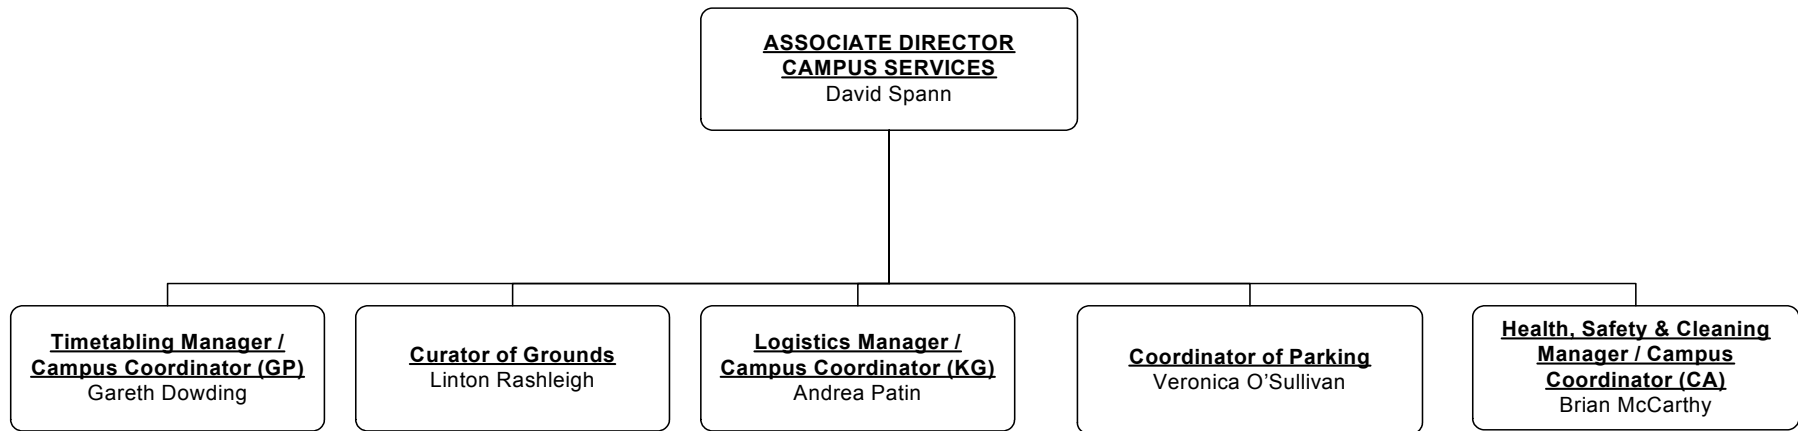 ASSOCIATE DIRECTOR
CAMPUS SERVICES
David Spann
Timetabling Manager /
Campus Coordinator (GP)
Gareth Dowding
Curator of Grounds
Linton Rashleigh
Logistics Manager /
Campus Coordinator (KG)
Andrea Patin
Coordinator of Parking
Veronica O’Sullivan
Health, Safety & Cleaning
Manager / Campus
Coordinator (CA)
Brian McCarthy